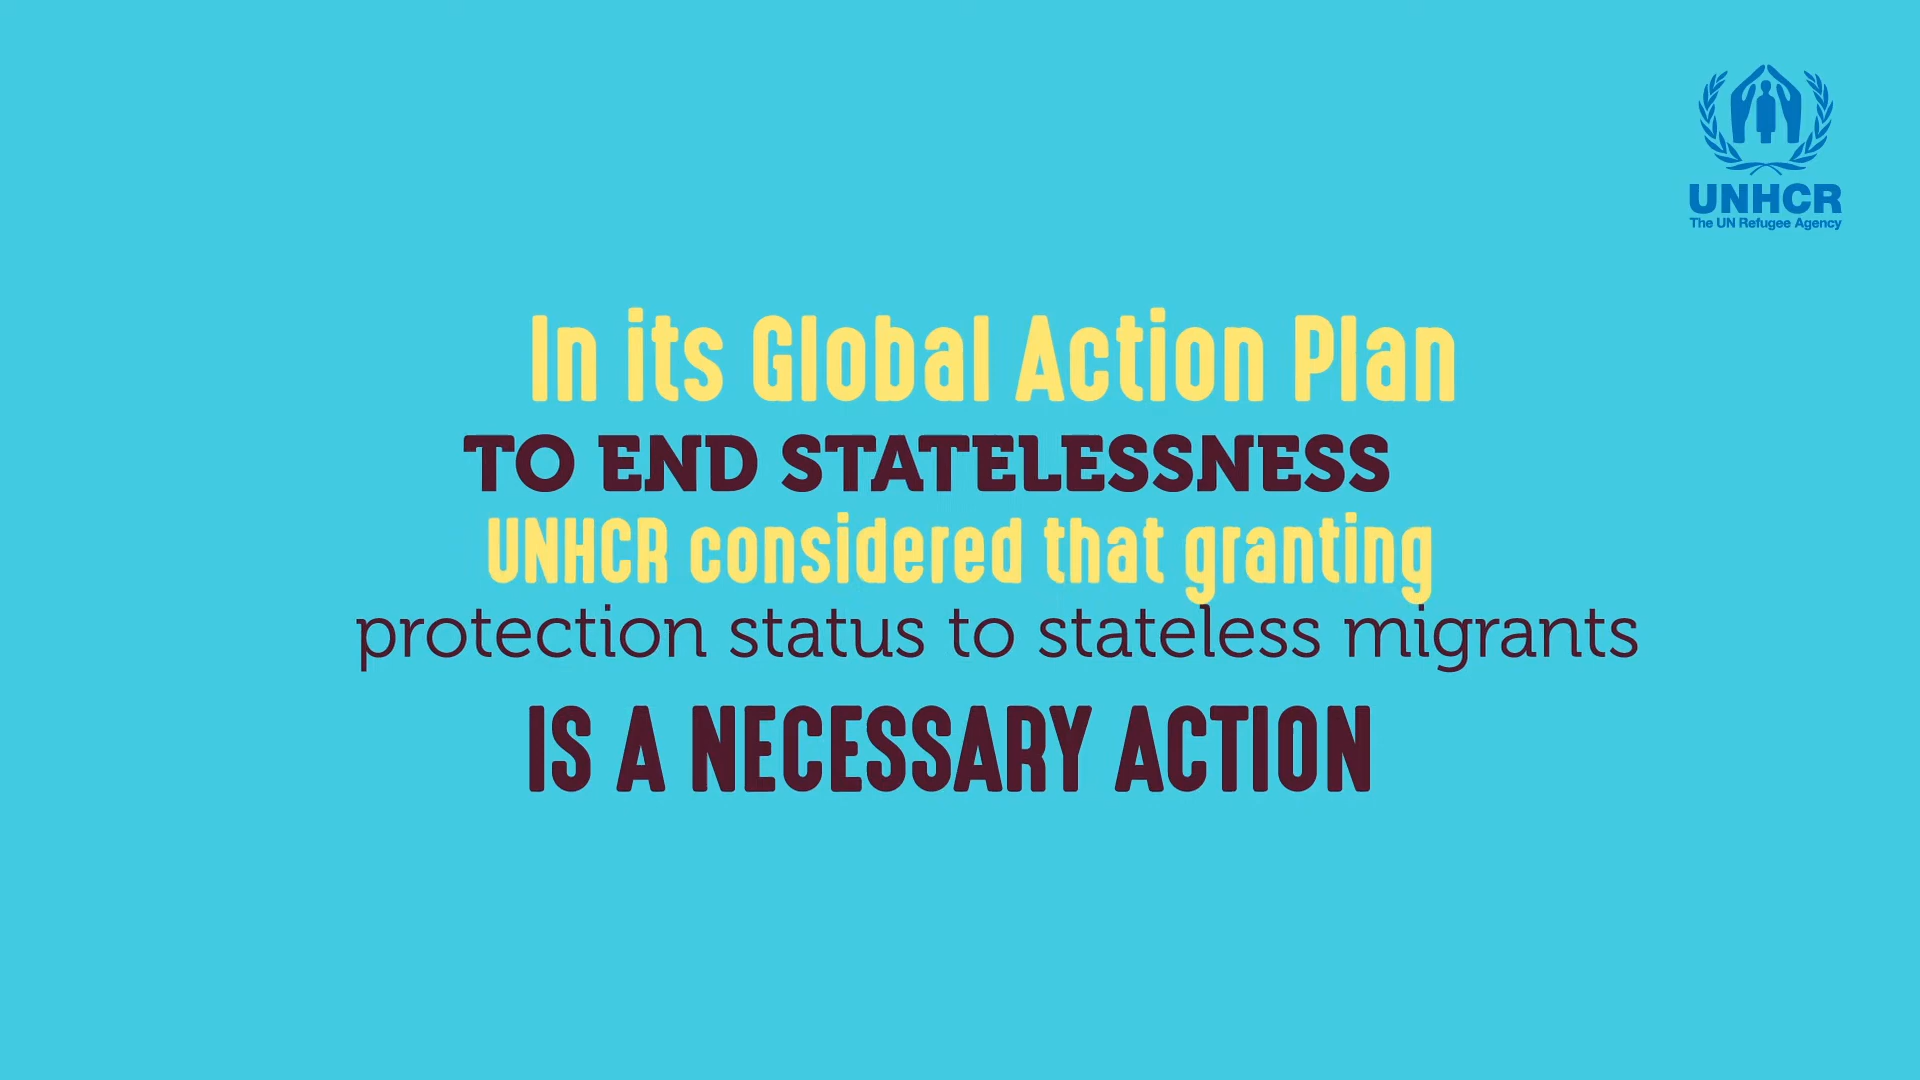 UNHCR
The UN Refugee Agency
In its Global Action Plan
TO END STATELESSNESS
UNHCR considered that granting
protection status to stateless migrants
IS A NECESSARY ACTION